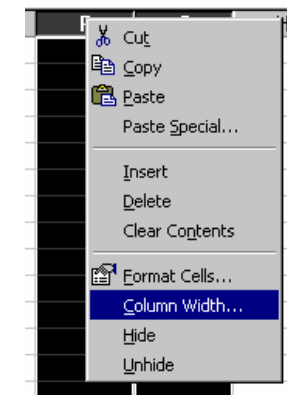 Cut
Copy
Paste
Paste Special...
Insert
Delete
Clear Contents
Format Cells...
Column Width...
Hide
Unhide